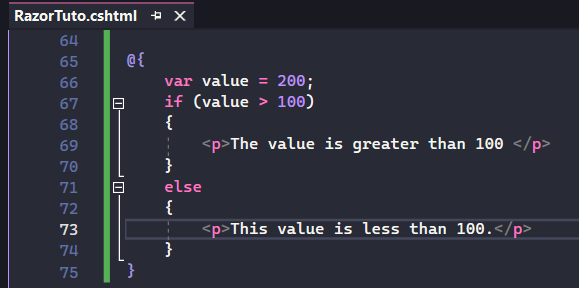 RazorTuto.cshtml
64
65 @{
66 var value = 200;
67 if (value > 100)
68 {
69 <p>The value is greater than 100 </p>
70 }
71 else
72 {
73 <p>This value is less than 100.</p>
74 }
75 }